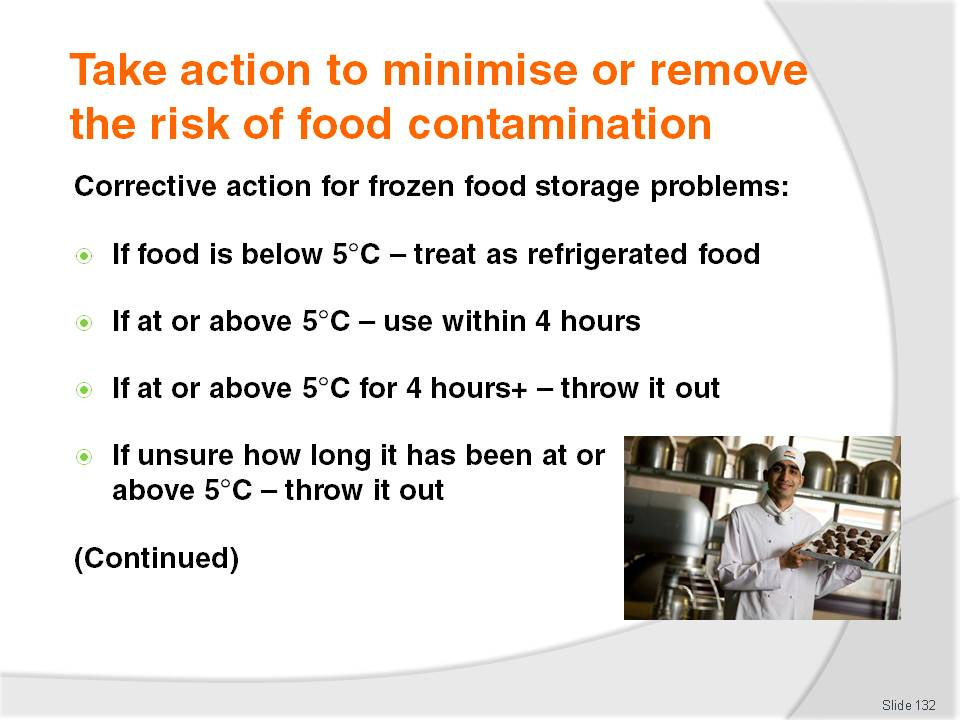 Take action to minimise or remove
the risk of food contamination
Corrective action for frozen food storage problems:
If food is below 5°C – treat as refrigerated food
If at or above 5°C – use within 4 hours
If at or above 5°C for 4 hours+ – throw it out
If unsure how long it has been at or
above 5°C – throw it out
(Continued)
Slide 132